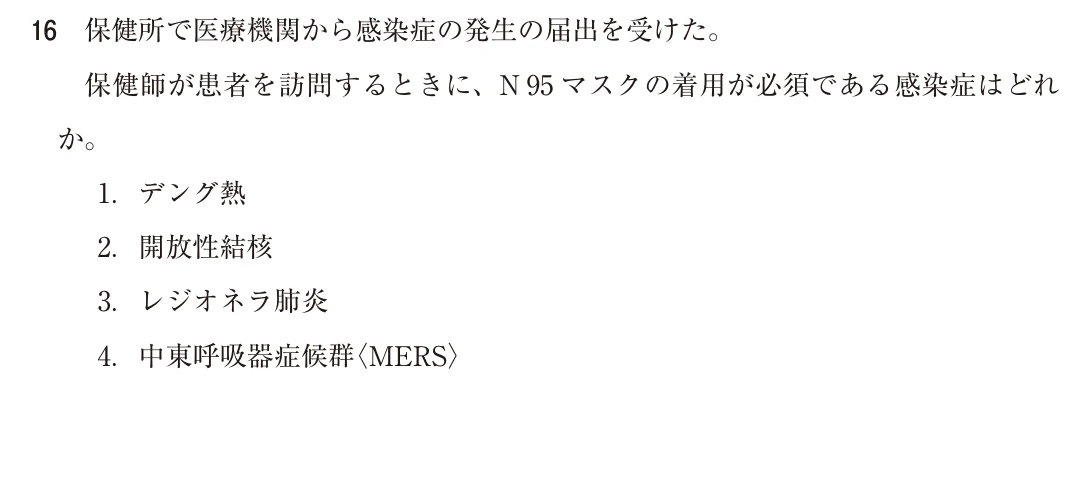 16 保健所で医療機関から感染症の発生の届出を受けた。
保健師が患者を訪問するときに、N 95 マスクの着用が必須である感染症はどれ
か。
1. デング熱
2. 開放性結核
3. レジオネラ肺炎
4. 中東呼吸器症候群〈MERS〉